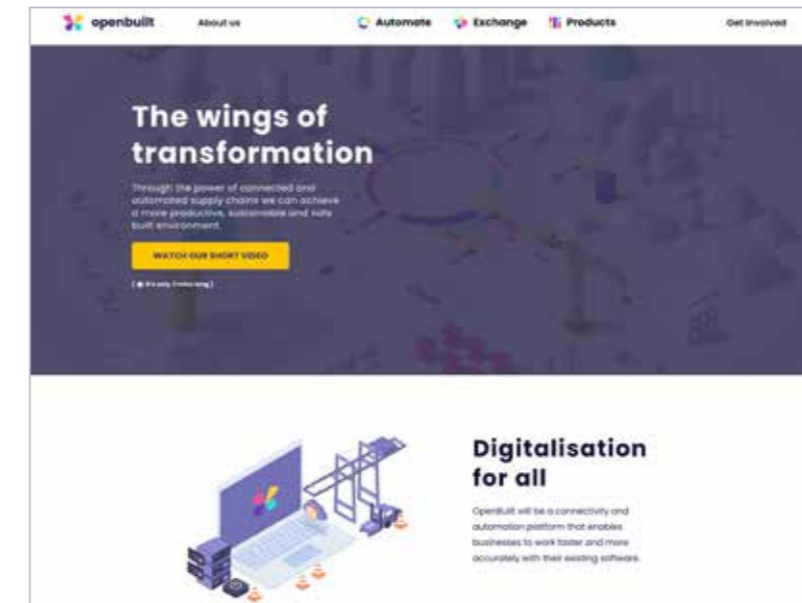 openbuilt About us Automate Exchange Products Get Involved
The wings of
transformation
Through the power of connected and
automated supply chains we can achieve
a more productive, sustainable and safe
built environment.
WATCH OUR SHORT VIDEO
Digitalisation
for all
OpenBuilt will be a connectivity and
automation platform that enables
businesses to work faster and more
accurately with their existing software.